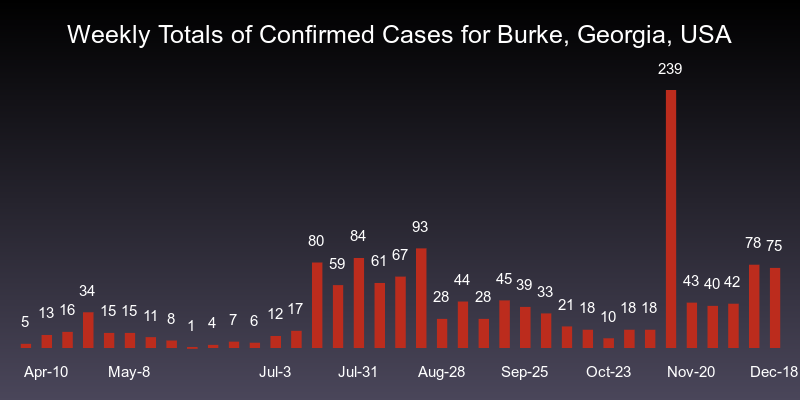 Weekly Totals of Confirmed Cases for Burke, Georgia, USA
5 13 16 34 15 15 11 8 1 4 7 6 12 17 80 59 84 61 67 93 28 44 28 45 39 33 21 18 10 18 18 239 43 40 42 78 75
Apr-10 May-8 Jul-3 Jul-31 Aug-28 Sep-25 Oct-23 Nov-20 Dec-18